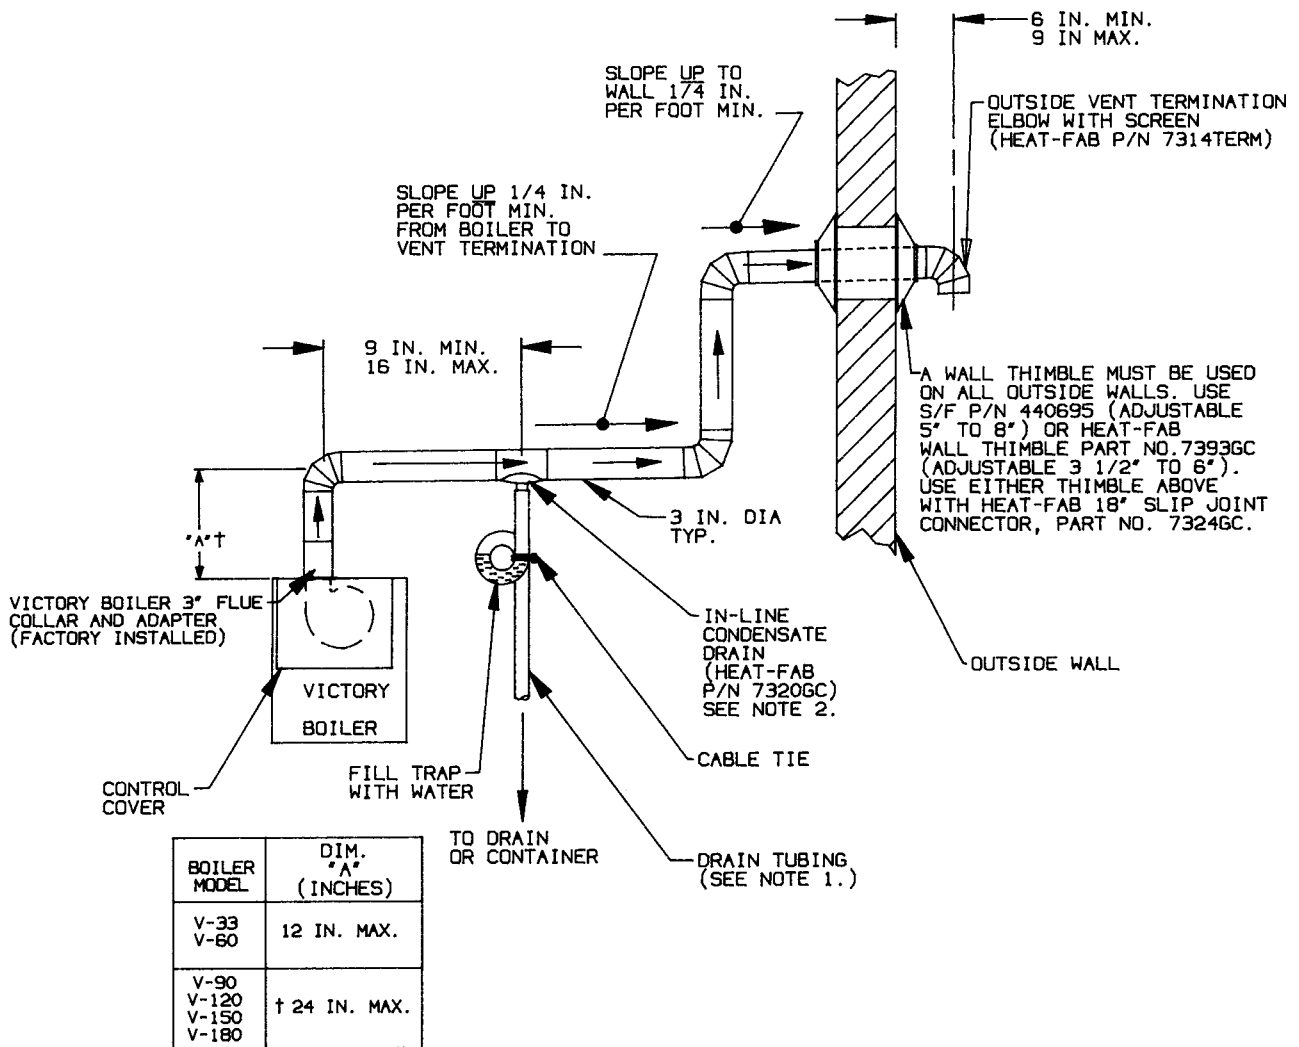 6 IN. MIN.
9 IN MAX.
SLOPE UP TO
WALL 1/4 IN.
PER FOOT MIN.
OUTSIDE VENT TERMINATION
ELBOW WITH SCREEN
(HEAT-FAB P/N 7314TERM)
SLOPE UP 1/4 IN.
PER FOOT MIN.
FROM BOILER TO
VENT TERMINATION
9 IN. MIN.
16 IN. MAX.
A WALL THIMBLE MUST BE USED
ON ALL OUTSIDE WALLS. USE
S/F P/N 440695 (ADJUSTABLE
5" TO 8") OR HEAT-FAB
WALL THIMBLE PART NO.7393GC
(ADJUSTABLE 3 1/2" TO 6").
USE EITHER THIMBLE ABOVE
WITH HEAT-FAB 18" SLIP JOINT
CONNECTOR, PART NO. 7324GC.
"A"†
3 IN. DIA
TYP.
VICTORY BOILER 3" FLUE
COLLAR AND ADAPTER
(FACTORY INSTALLED)
IN-LINE
CONDENSATE
DRAIN
(HEAT-FAB
P/N 7320GC)
SEE NOTE 2.
OUTSIDE WALL
VICTORY
BOILER
CABLE TIE
CONTROL
COVER
FILL TRAP
WITH WATER
TO DRAIN
OR CONTAINER
DRAIN TUBING
(SEE NOTE 1.)
BOILER
MODEL
DIM.
"A"
(INCHES)
V-33
V-60
12 IN. MAX.
V-90
V-120
V-150
V-180
† 24 IN. MAX.